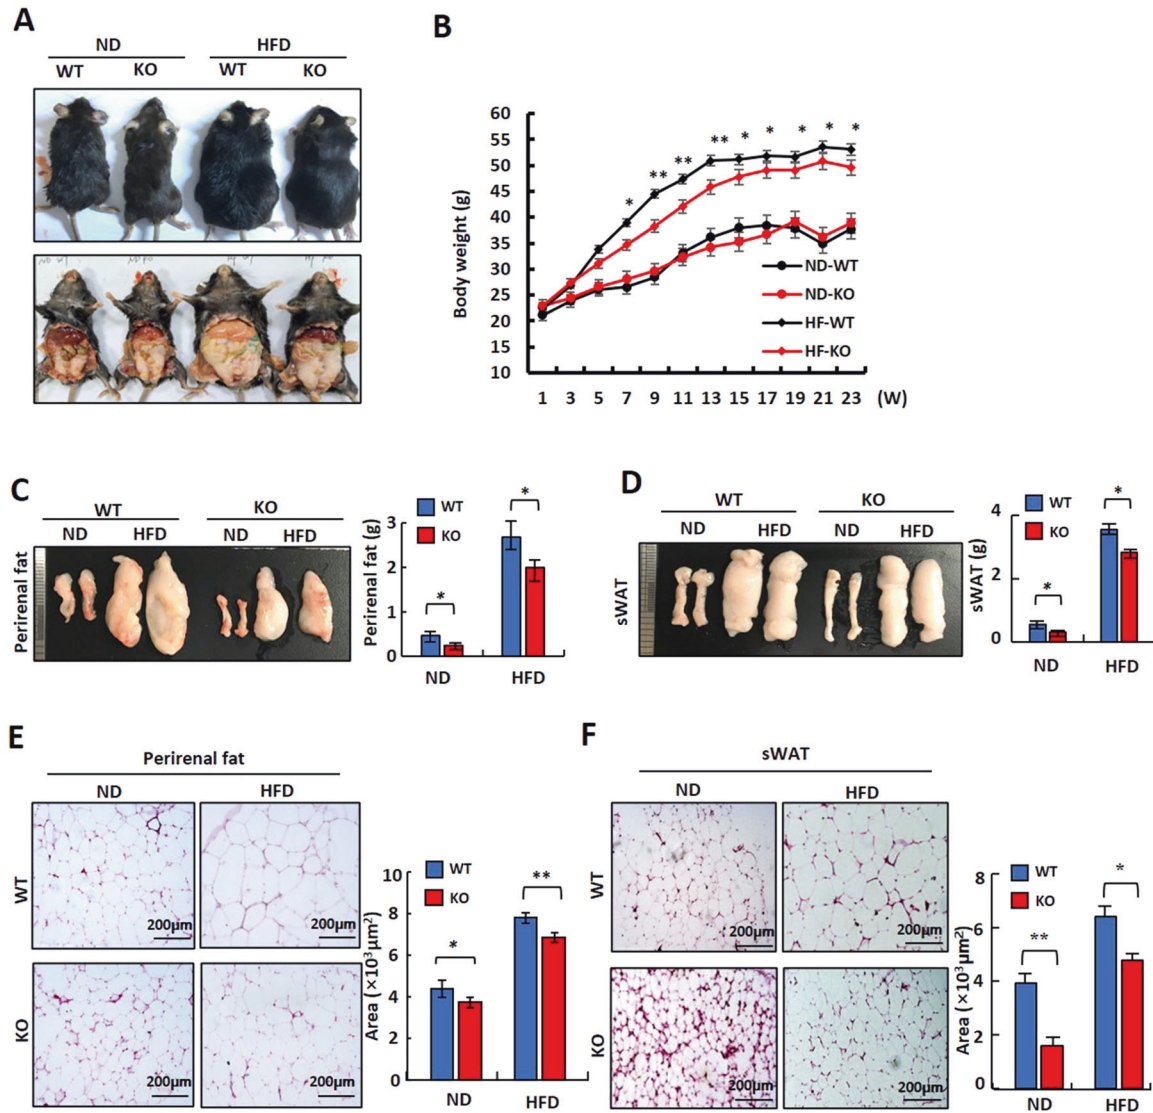 A
ND HFD
WT KO WT KO
B
Body weight (g)
60
55
50
45
40
35
30
25
20
15
10
* ** ** ** * * * * *
ND-WT
ND-KO
HF-WT
HF-KO
1 3 5 7 9 11 13 15 17 19 21 23 (W)
C
WT KO
ND HFD ND HFD
Perirenal fat
WT
KO
Perirenal fat (g)
3
2
1
0
* *
ND HFD
D
WT KO
ND HFD ND HFD
sWAT
WT
KO
sWAT (g)
4
2
0
* *
ND HFD
E
Perirenal fat
ND HFD
WT
200μm 200μm
KO
200μm 200μm
WT
KO
Area (×10³μm²)
10
8
6
4
2
0
* **
ND HFD
F
sWAT
ND HFD
WT
200μm 200μm
KO
200μm 200μm
WT
KO
Area (×10³μm²)
8
6
4
2
0
** *
ND HFD